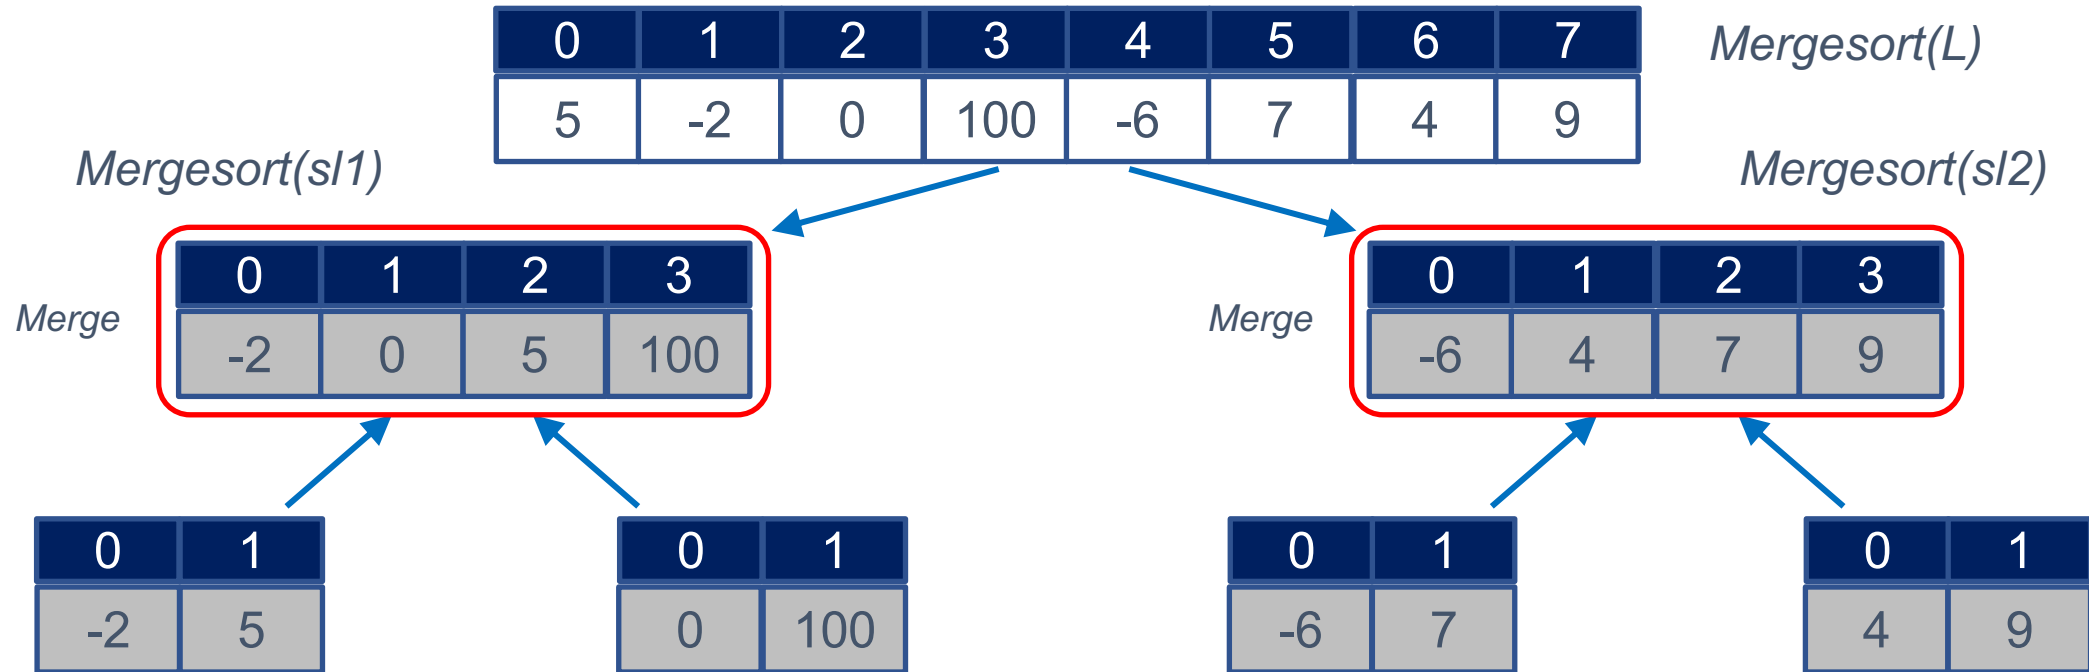 0 1 2 3 4 5 6 7 Mergesort(L)
5 -2 0 100 -6 7 4 9
Mergesort(sl1) Mergesort(sl2)
0 1 2 3 0 1 2 3
Merge Merge
-2 0 5 100 -6 4 7 9
0 1 0 1 0 1 0 1
-2 5 0 100 -6 7 4 9